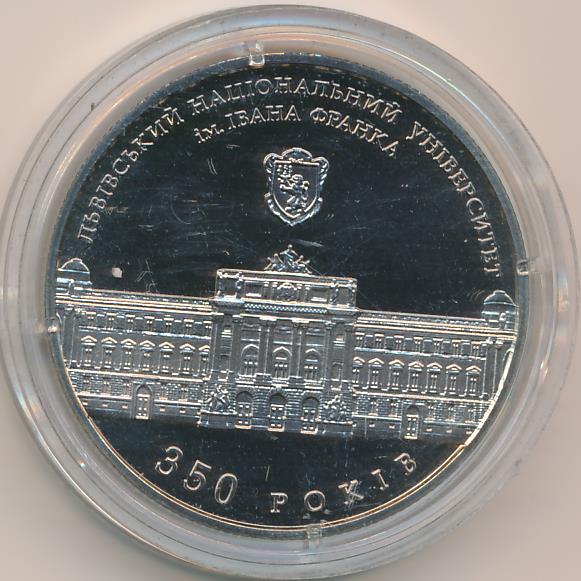 ЛЬВІВСЬКИЙ НАЦІОНАЛЬНИЙ УНІВЕРСИТЕТ
ім. ІВАНА ФРАНКА
350 РОКІВ